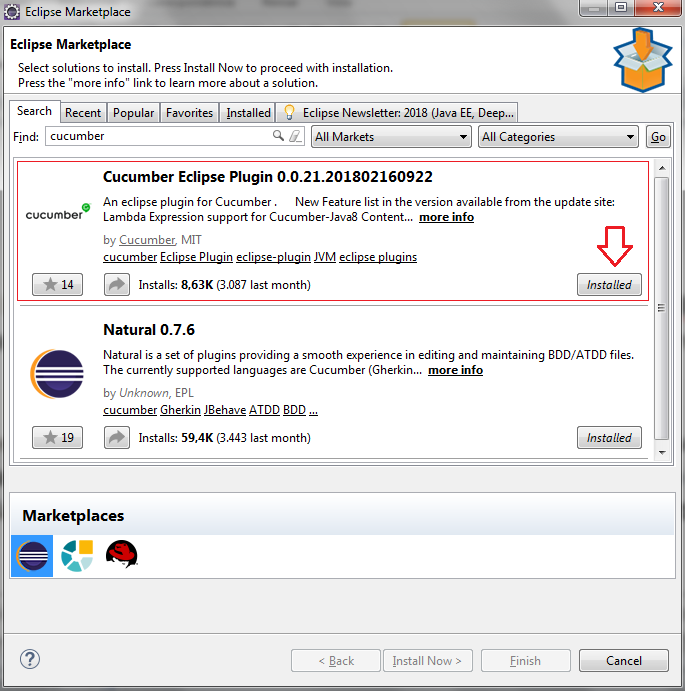 Eclipse Marketplace
Eclipse Marketplace
Select solutions to install. Press Install Now to proceed with installation.
Press the "more info" link to learn more about a solution.
Search Recent Popular Favorites Installed Eclipse Newsletter: 2018 (Java EE, Deep...
Find: cucumber All Markets All Categories Go
Cucumber Eclipse Plugin 0.0.21.201802160922
An eclipse plugin for Cucumber . New Feature list in the version available from the update site:
Lambda Expression support for Cucumber-Java8 Content... more info
cucumber
by Cucumber, MIT
cucumber Eclipse Plugin eclipse-plugin JVM eclipse plugins
14 Installs: 8,63K (3.087 last month) Installed
Natural 0.7.6
Natural is a set of plugins providing a smooth experience in editing and maintaining BDD/ATDD files.
The currently supported languages are Cucumber (Gherkin... more info
by Unknown, EPL
cucumber Gherkin JBehave ATDD BDD ...
19 Installs: 59,4K (3.443 last month) Installed
Marketplaces
? < Back Install Now > Finish Cancel